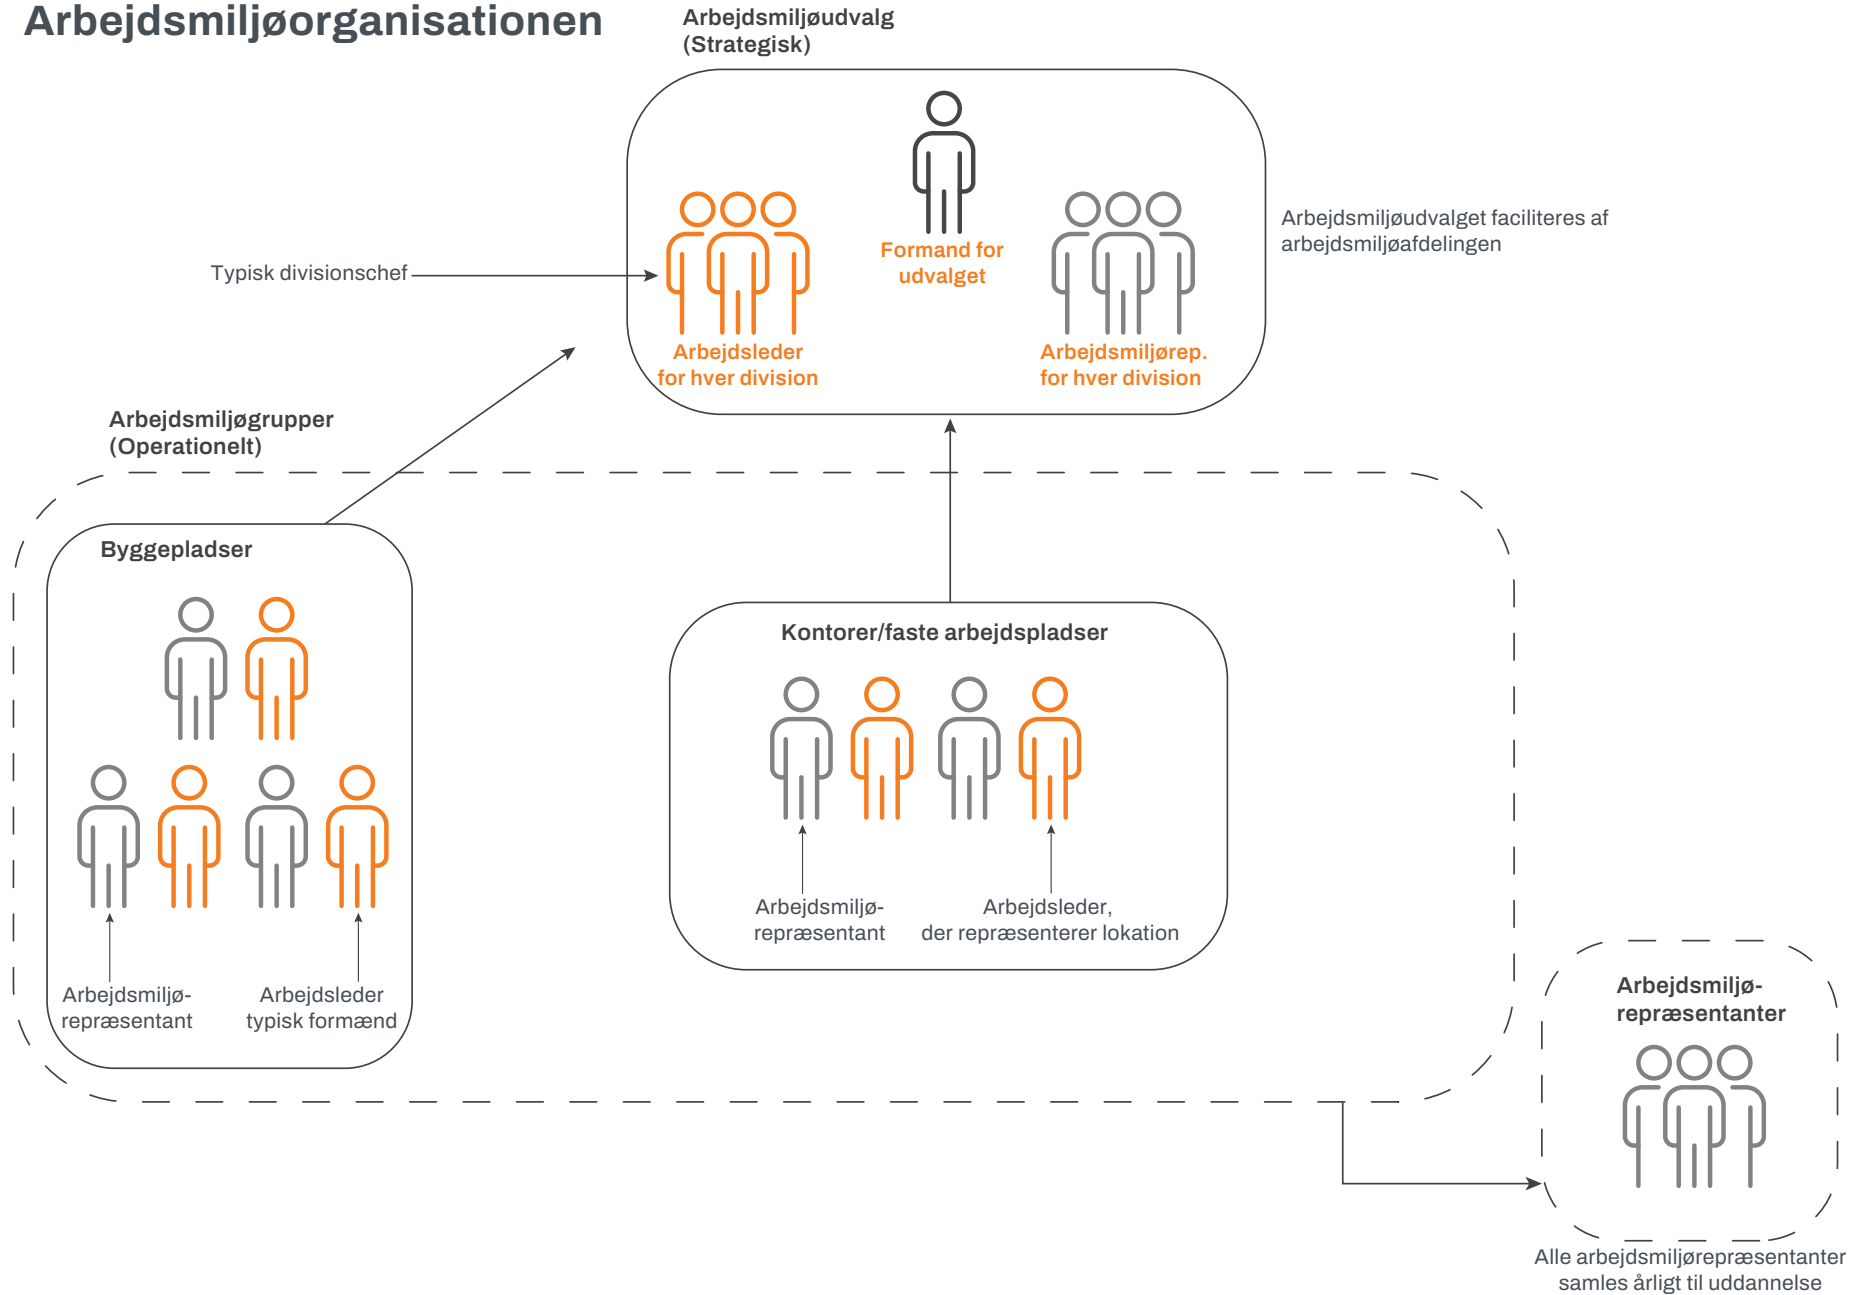 Arbejdsmiljøorganisationen
Arbejdsmiljøudvalg
(Strategisk)
Formand for
udvalget
Arbejdsmiljøudvalget faciliteres af
arbejdsmiljøafdelingen
Typisk divisionschef
Arbejdsleder
for hver division
Arbejdsmiljørep.
for hver division
Arbejdsmiljøgrupper
(Operationelt)
Byggepladser
Arbejdsmiljø-
repræsentant
Arbejdsleder
typisk formænd
Kontorer/faste arbejdspladser
Arbejdsmiljø-
repræsentant
Arbejdsleder,
der repræsenterer lokation
Arbejdsmiljø-
repræsentanter
Alle arbejdsmiljørepræsentanter
samles årligt til uddannelse